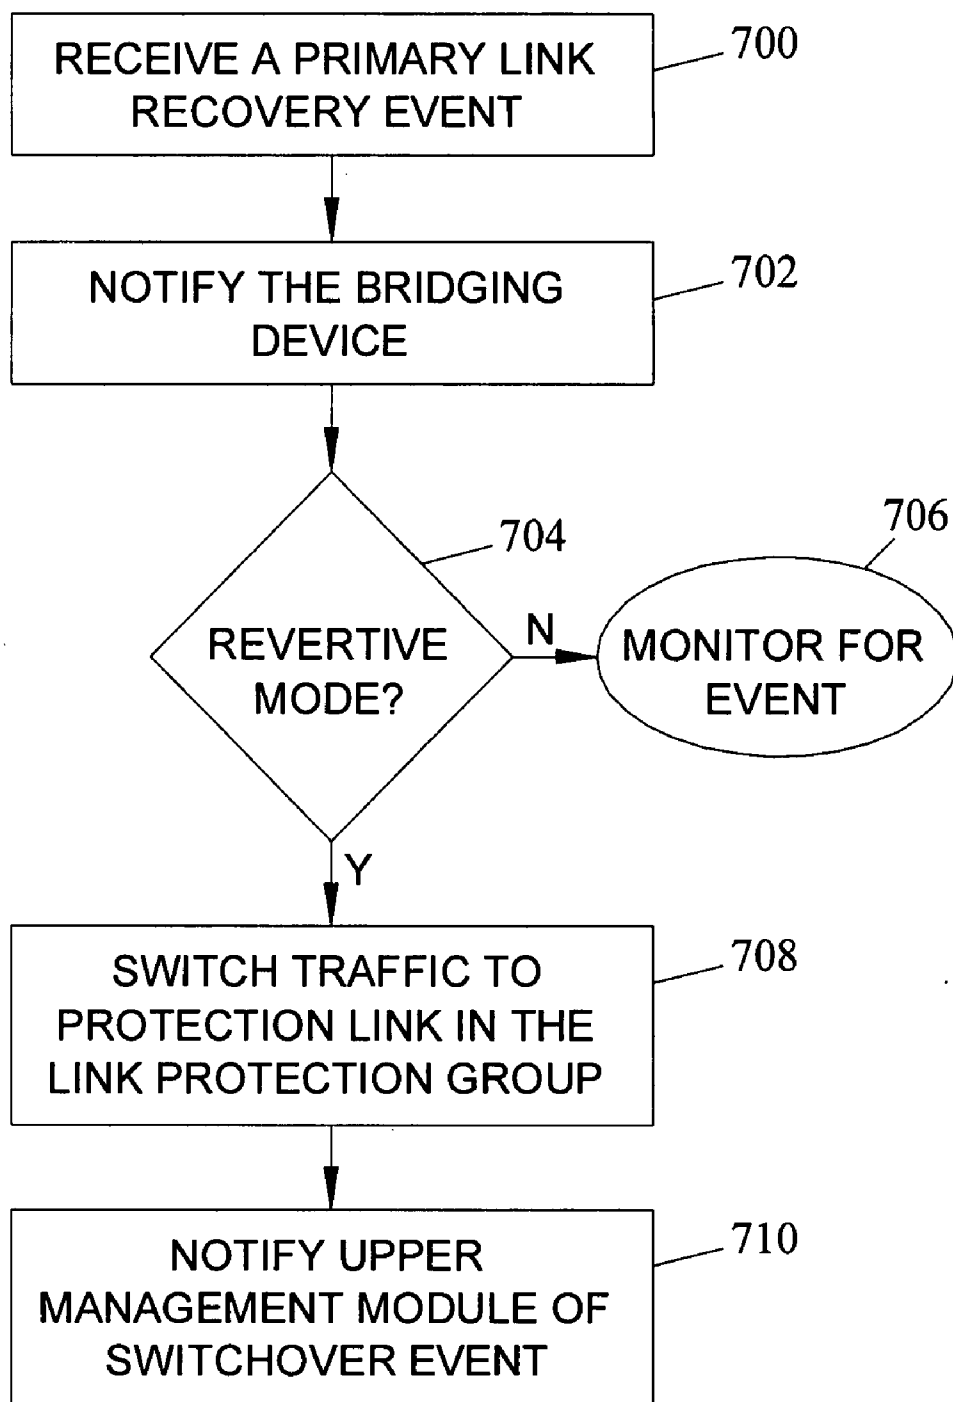 RECEIVE A PRIMARY LINK
RECOVERY EVENT
700
NOTIFY THE BRIDGING
DEVICE
702
704
REVERTIVE
MODE?
N
706
MONITOR FOR
EVENT
Y
SWITCH TRAFFIC TO
PROTECTION LINK IN THE
LINK PROTECTION GROUP
708
NOTIFY UPPER
MANAGEMENT MODULE OF
SWITCHOVER EVENT
710